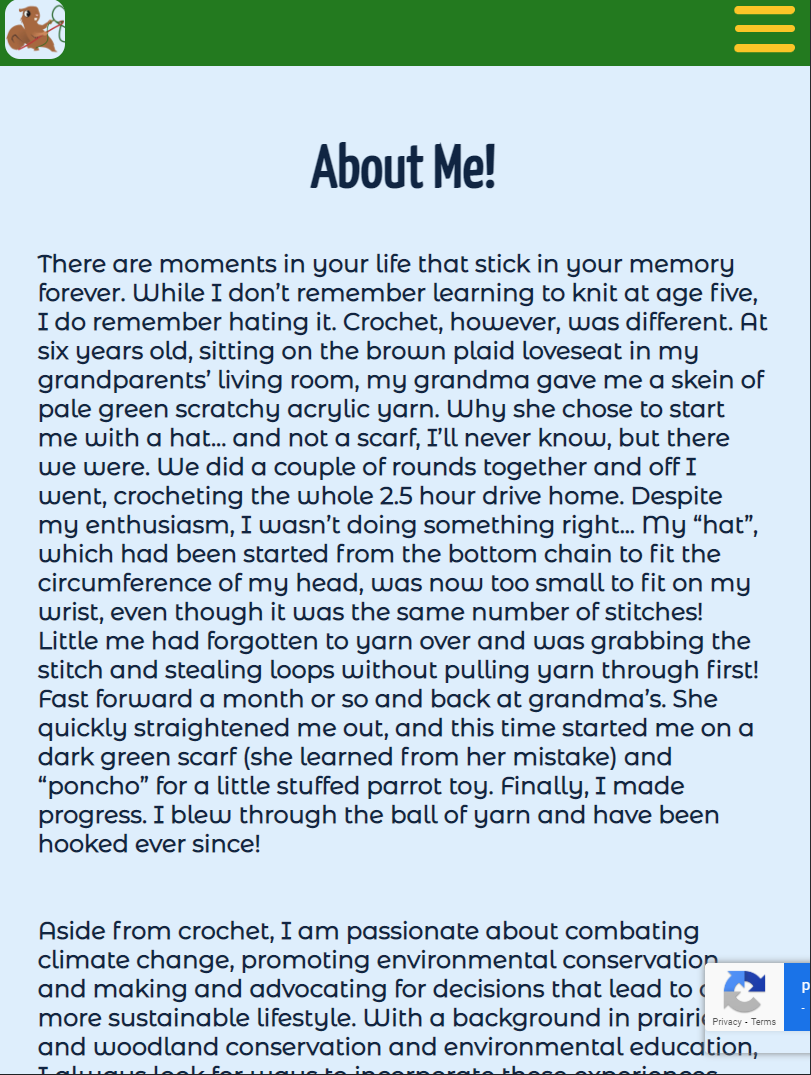 About Me!
There are moments in your life that stick in your memory
forever. While I don’t remember learning to knit at age five,
I do remember hating it. Crochet, however, was different. At
six years old, sitting on the brown plaid loveseat in my
grandparents’ living room, my grandma gave me a skein of
pale green scratchy acrylic yarn. Why she chose to start
me with a hat... and not a scarf, I’ll never know, but there
we were. We did a couple of rounds together and off I
went, crocheting the whole 2.5 hour drive home. Despite
my enthusiasm, I wasn’t doing something right... My “hat”,
which had been started from the bottom chain to fit the
circumference of my head, was now too small to fit on my
wrist, even though it was the same number of stitches!
Little me had forgotten to yarn over and was grabbing the
stitch and stealing loops without pulling yarn through first!
Fast forward a month or so and back at grandma’s. She
quickly straightened me out, and this time started me on a
dark green scarf (she learned from her mistake) and
“poncho” for a little stuffed parrot toy. Finally, I made
progress. I blew through the ball of yarn and have been
hooked ever since!
Aside from crochet, I am passionate about combating
climate change, promoting environmental conservation
and making and advocating for decisions that lead to
more sustainable lifestyle. With a background in prairie
and woodland conservation and environmental education,
I always look for ways to incorporate these experiences
Privacy - Terms